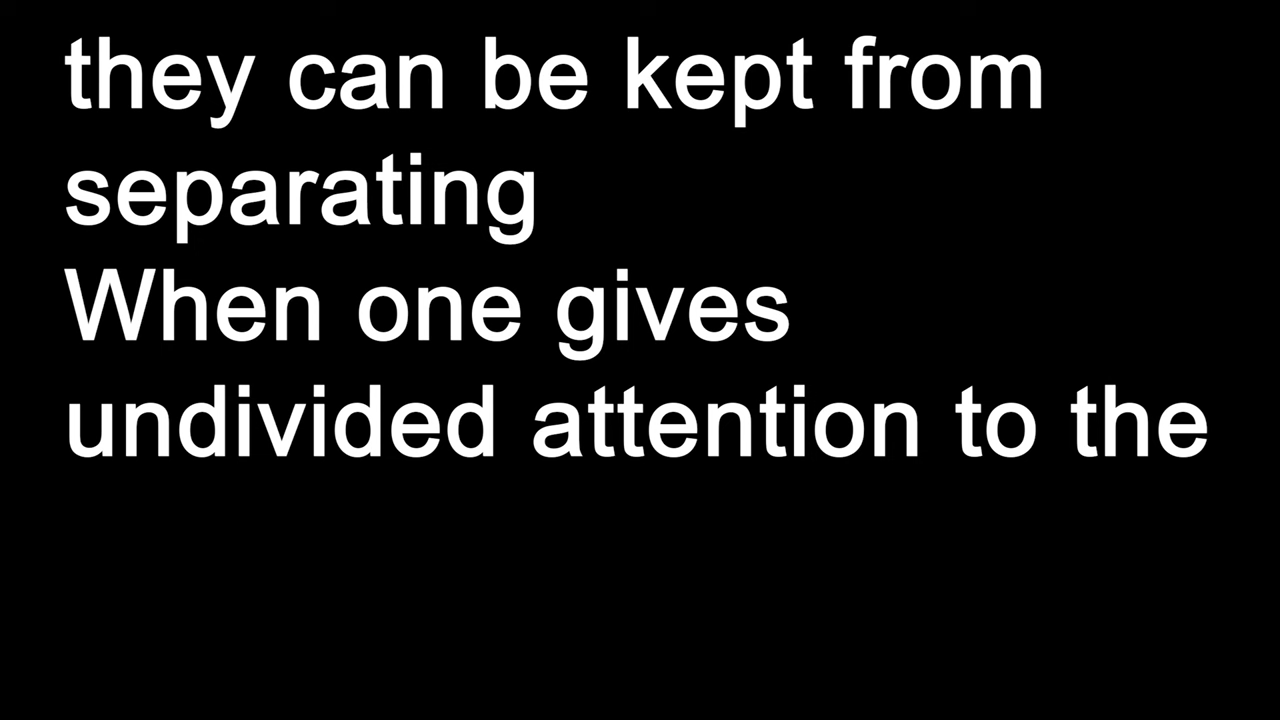 they can be kept from
separating
When one gives
undivided attention to the